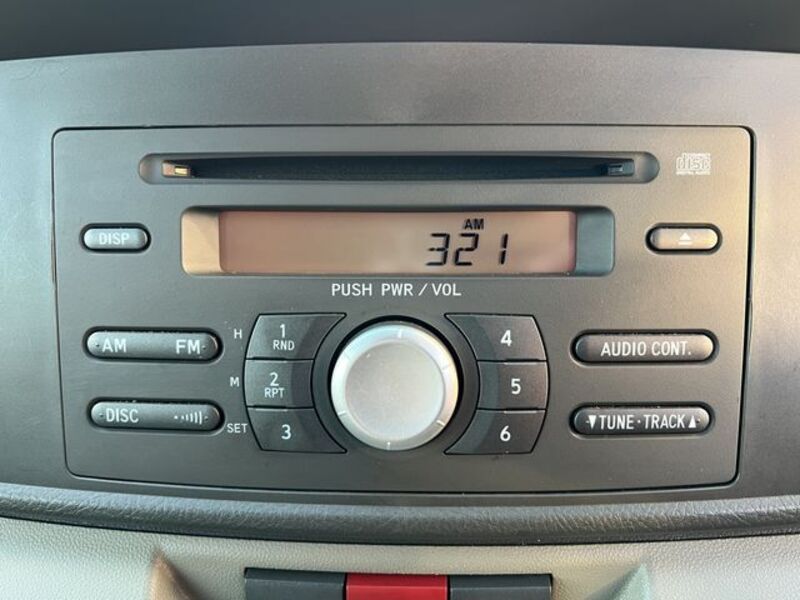 COMPACT
disc
DIGITAL AUDIO
DISP
AM
321
PUSH PWR / VOL
AM FM
H 1 RND
M 2 RPT
SET 3
4
5
6
DISC
AUDIO CONT.
▼TUNE·TRACK▲